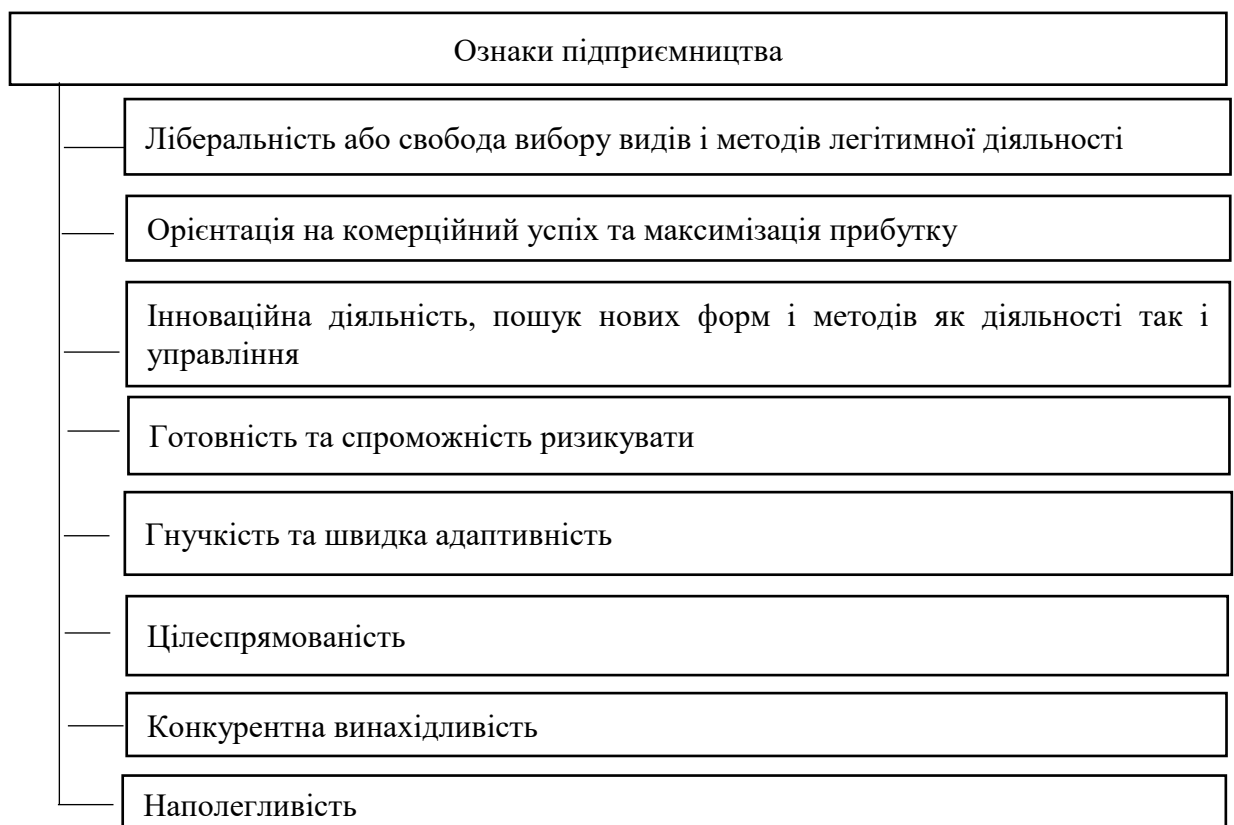 Ознаки підприємництва
Ліберальність або свобода вибору видів і методів легітимної діяльності
Орієнтація на комерційний успіх та максимізація прибутку
Інноваційна діяльність, пошук нових форм і методів як діяльності так і
управління
Готовність та спроможність ризикувати
Гнучкість та швидка адаптивність
Цілеспрямованість
Конкурентна винахідливість
Наполегливість